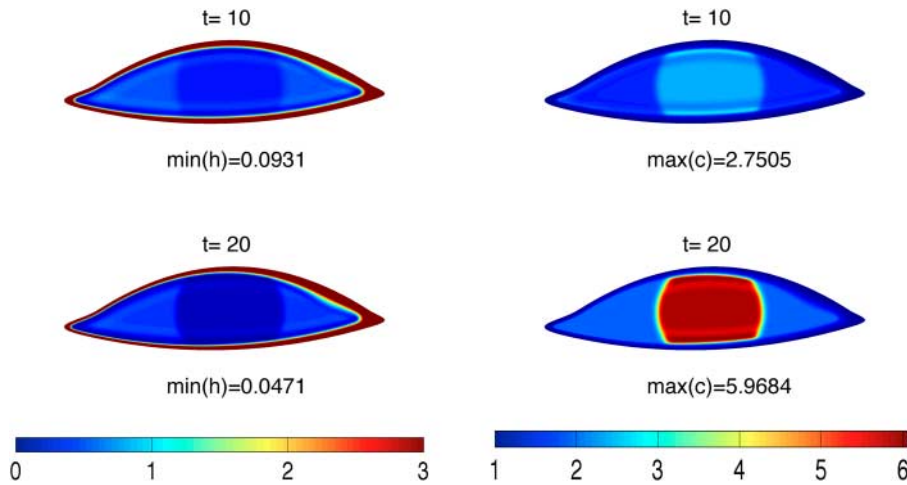 t= 10
t= 10
min(h)=0.0931
max(c)=2.7505
t= 20
t= 20
min(h)=0.0471
max(c)=5.9684
0 1 2 3
1 2 3 4 5 6